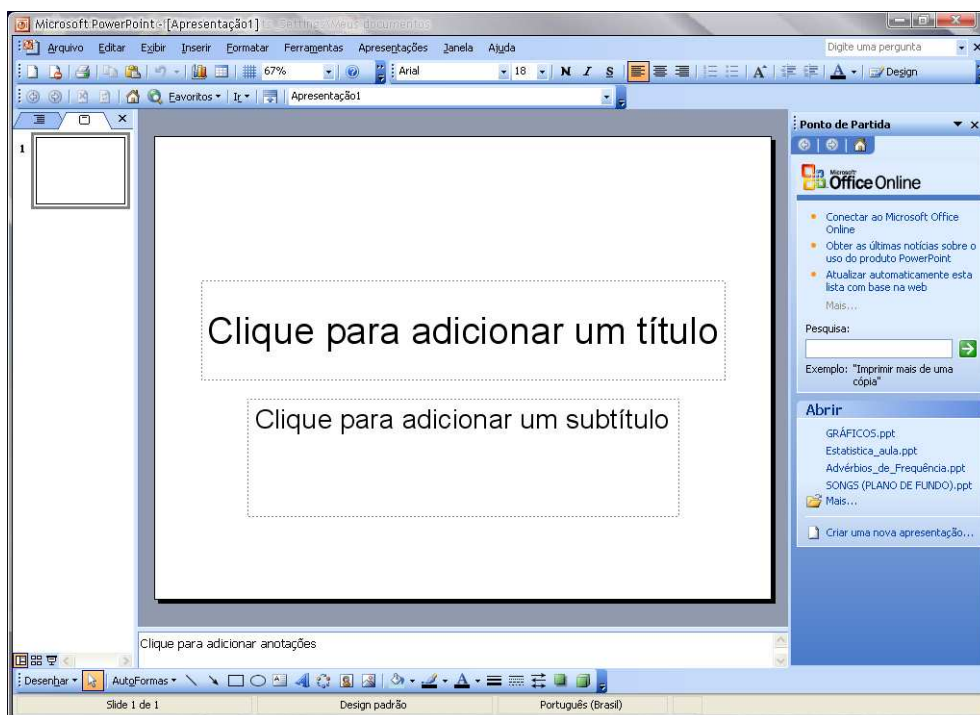 Microsoft PowerPoint - [Apresentação1]
Arquivo Editar Exibir Inserir Formatar Ferramentas Apresentações Janela Ajuda Digite uma pergunta
67% Arial 18 N I S Design
Favoritos Ir Apresentação1
Ponto de Partida
1
Microsoft
Office Online
Conectar ao Microsoft Office
Online
Obter as últimas notícias sobre o
uso do produto PowerPoint
Atualizar automaticamente esta
lista com base na web
Mais...
Pesquisa:
Exemplo: "Imprimir mais de uma
cópia"
Clique para adicionar um título
Clique para adicionar um subtítulo
Abrir
GRÁFICOS.ppt
Estatistica_aula.ppt
Advérbios_de_Frequência.ppt
SONGS (PLANO DE FUNDO).ppt
Mais...
Criar uma nova apresentação...
Clique para adicionar anotações
Desenhar AutoFormas
Slide 1 de 1 Design padrão Português (Brasil)